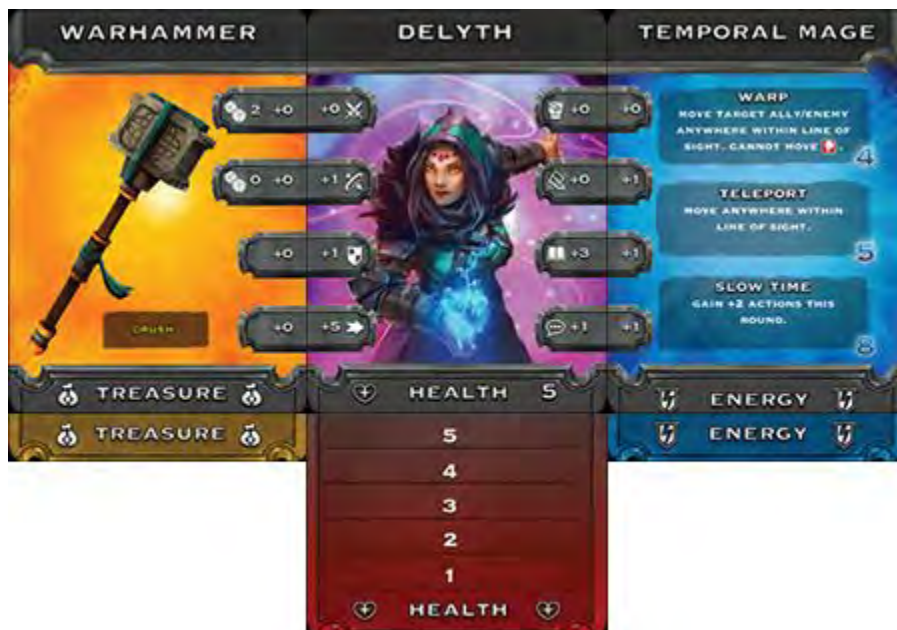 WARHAMMER
DELYTH
TEMPORAL MAGE
2 +0 +0
0 +0 +1
+0 +1
+0 +5
CRUSH
+0 +0
+0 +1
+3 +1
+1 +1
WARP
MOVE TARGET ALLY/ENEMY
ANYWHERE WITHIN LINE OF
SIGHT. CANNOT MOVE .
4
TELEPORT
MOVE ANYWHERE WITHIN
LINE OF SIGHT.
5
SLOW TIME
GAIN +2 ACTIONS THIS
ROUND.
8
TREASURE
HEALTH 5
ENERGY
TREASURE
ENERGY
5
4
3
2
1
HEALTH